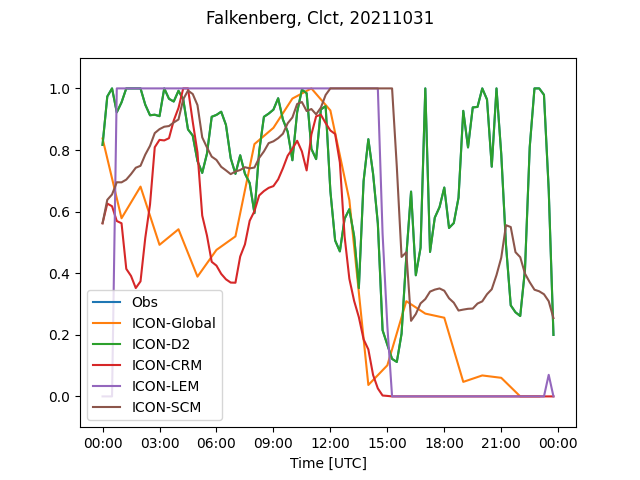 Falkenberg, Clct, 20211031
1.0
0.8
0.6
0.4
0.2
0.0
Obs
ICON-Global
ICON-D2
ICON-CRM
ICON-LEM
ICON-SCM
00:00 03:00 06:00 09:00 12:00 15:00 18:00 21:00 00:00
Time [UTC]